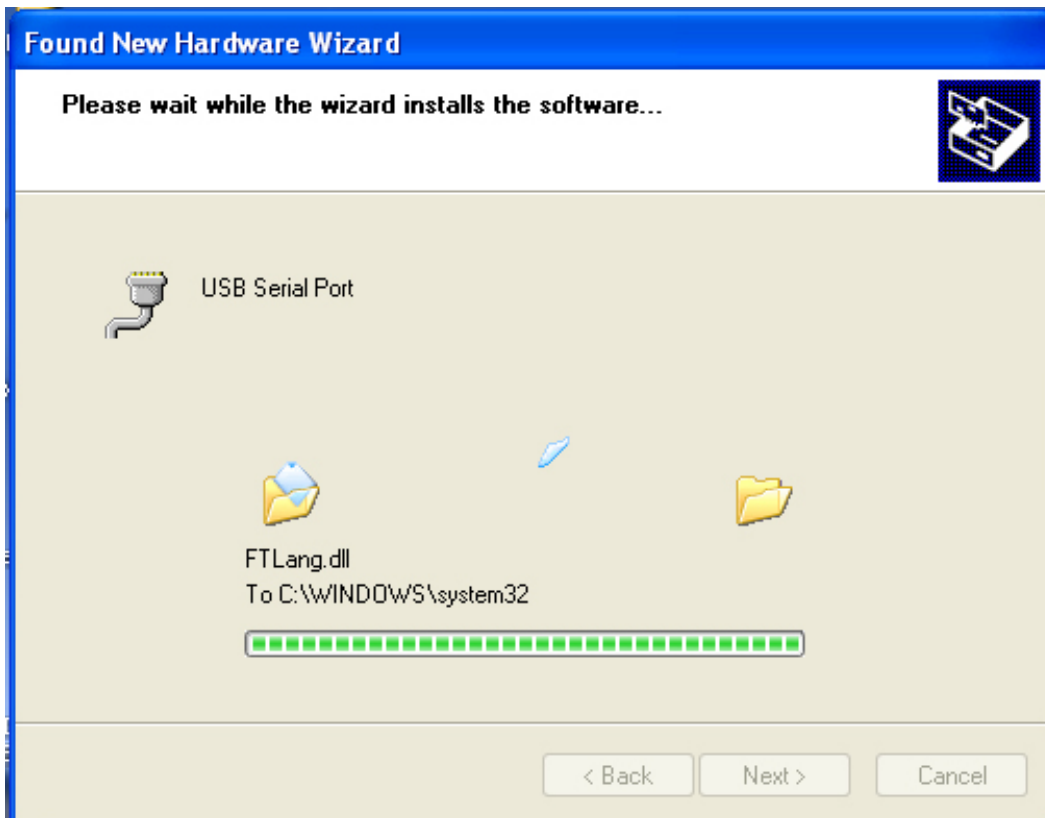 Found New Hardware Wizard
Please wait while the wizard installs the software...
USB Serial Port
FTLang.dll
To C:\WINDOWS\system32
< Back
Next >
Cancel